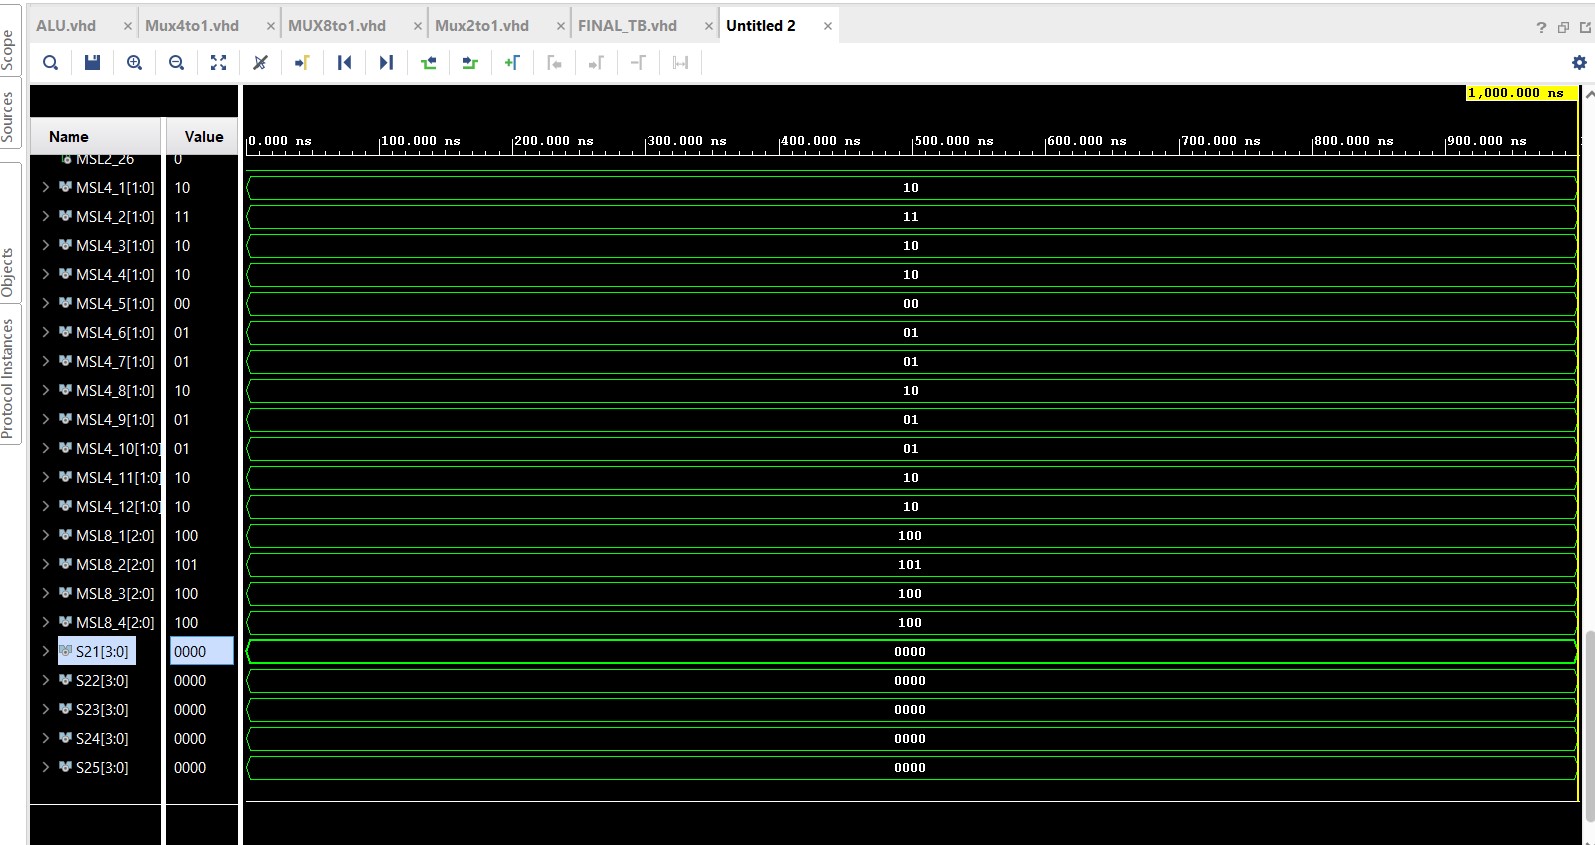 ALU.vhd × Mux4to1.vhd × MUX8to1.vhd × Mux2to1.vhd × FINAL_TB.vhd × Untitled 2 ×
Scope
Sources
Objects
Protocol Instances
1,000.000 ns
Name Value 0.000 ns 100.000 ns 200.000 ns 300.000 ns 400.000 ns 500.000 ns 600.000 ns 700.000 ns 800.000 ns 900.000 ns
MSL2_26 0
MSL4_1[1:0] 10 10
MSL4_2[1:0] 11 11
MSL4_3[1:0] 10 10
MSL4_4[1:0] 10 10
MSL4_5[1:0] 00 00
MSL4_6[1:0] 01 01
MSL4_7[1:0] 01 01
MSL4_8[1:0] 10 10
MSL4_9[1:0] 01 01
MSL4_10[1:0] 01 01
MSL4_11[1:0] 10 10
MSL4_12[1:0] 10 10
MSL8_1[2:0] 100 100
MSL8_2[2:0] 101 101
MSL8_3[2:0] 100 100
MSL8_4[2:0] 100 100
S21[3:0] 0000 0000
S22[3:0] 0000 0000
S23[3:0] 0000 0000
S24[3:0] 0000 0000
S25[3:0] 0000 0000